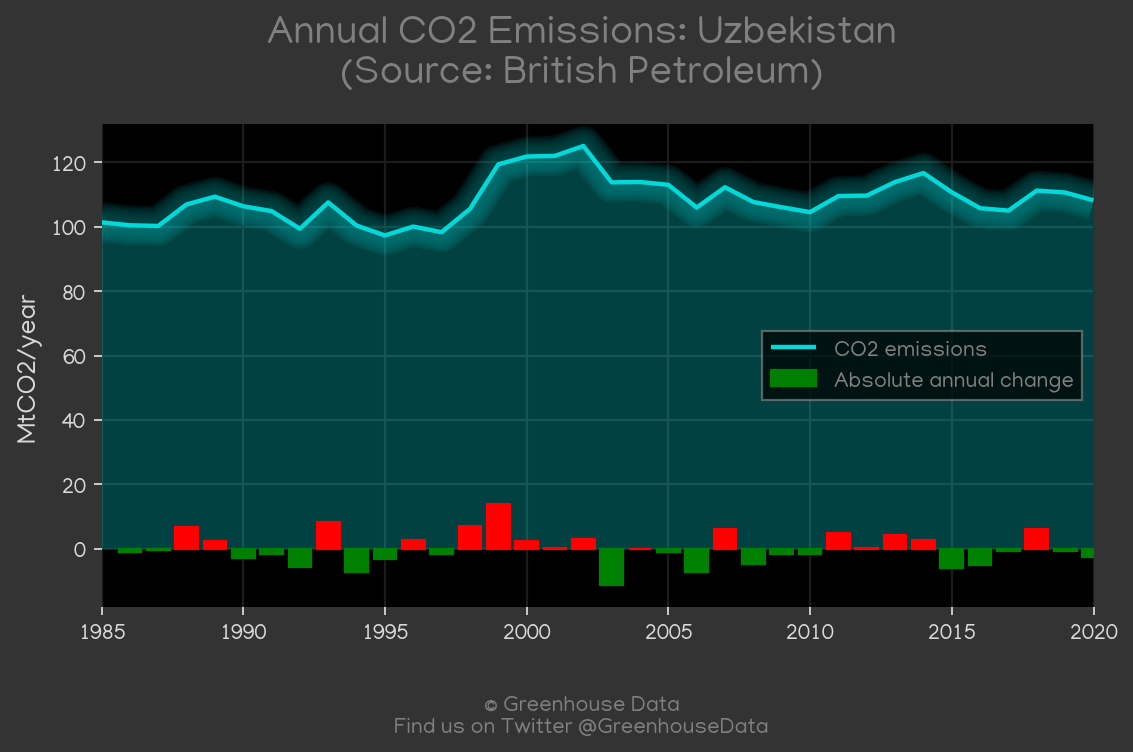 Annual CO2 Emissions: Uzbekistan
(Source: British Petroleum)
MtCO2/year
120
100
80
60
40
20
0
CO2 emissions
Absolute annual change
1985 1990 1995 2000 2005 2010 2015 2020
© Greenhouse Data
Find us on Twitter @GreenhouseData